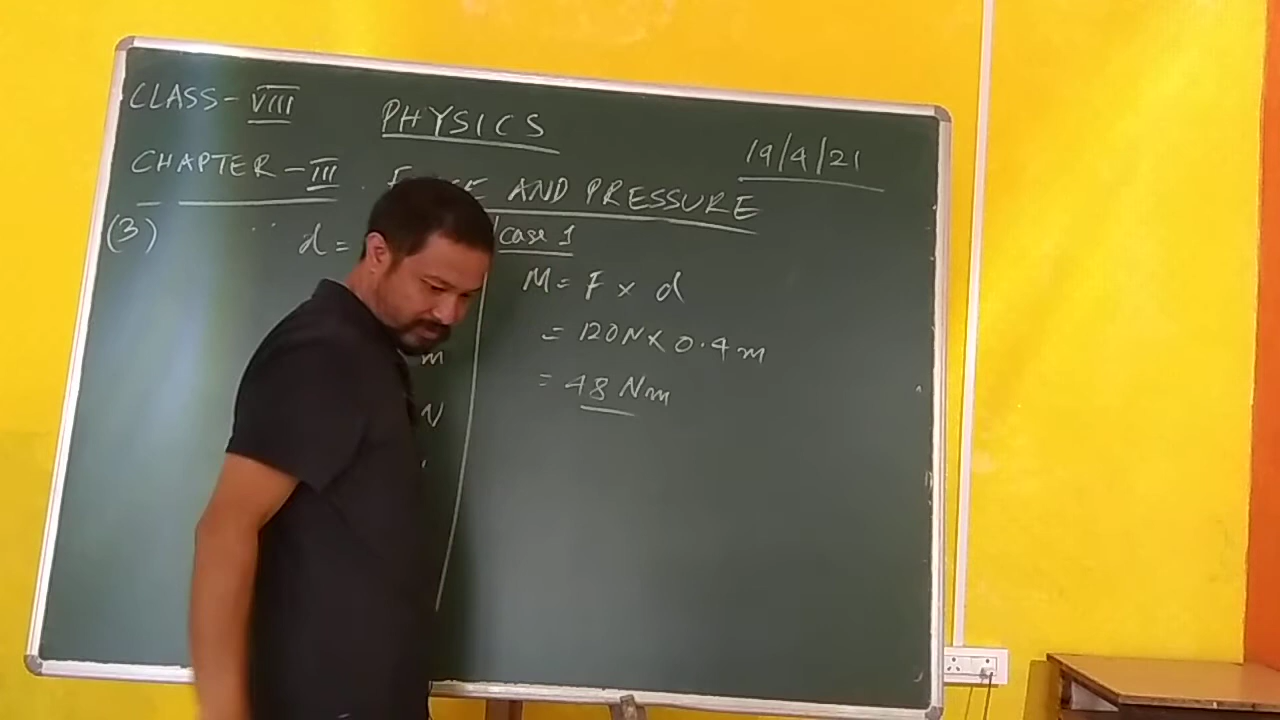 CLASS-VIII
PHYSICS
19/4/21
CHAPTER-III
AND PRESSURE
(3)
d=
case 1
M= F x d
= 120N x 0.4 m
= 48 Nm
m
N